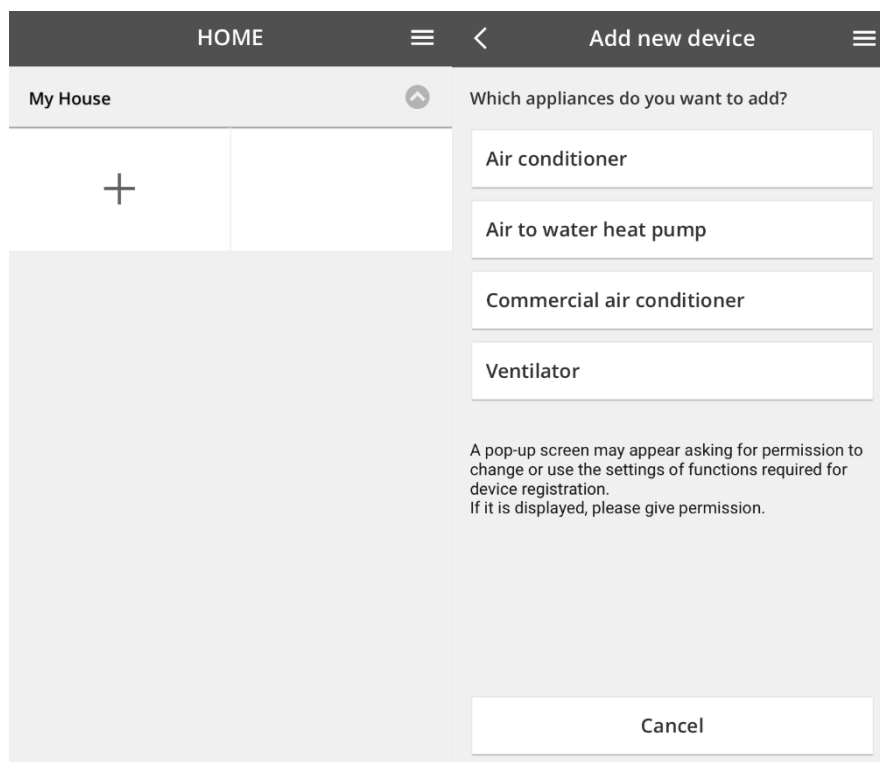 HOME
My House
Add new device
Which appliances do you want to add?
Air conditioner
Air to water heat pump
Commercial air conditioner
Ventilator
A pop-up screen may appear asking for permission to
change or use the settings of functions required for
device registration.
If it is displayed, please give permission.
Cancel